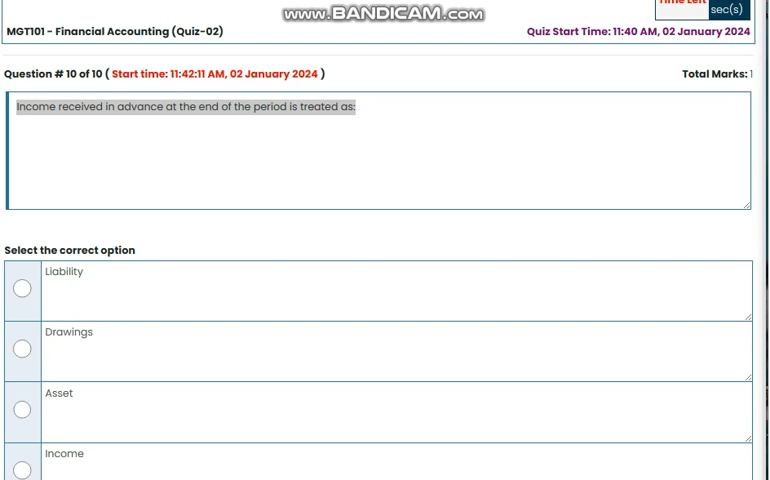 www.BANDICAM.com
Time Left
sec(s)
MGT101 - Financial Accounting (Quiz-02)
Quiz Start Time: 11:40 AM, 02 January 2024
Question # 10 of 10 ( Start time: 11:42:11 AM, 02 January 2024 )
Total Marks: 1
Income received in advance at the end of the period is treated as:
Select the correct option
Liability
Drawings
Asset
Income